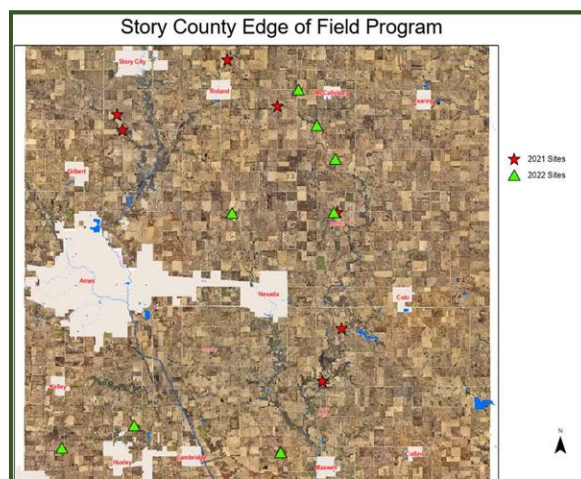 Story County Edge of Field Program
Story City
Roland
McCallsburg
Zearing
2021 Sites
2022 Sites
Gilbert
Ames
Nevada
Colo
Kelley
Huxley
Cambridge
Maxwell
Collins
N